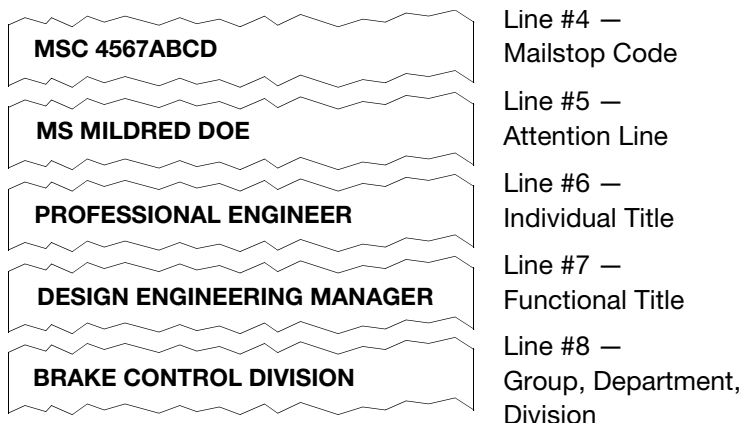 MSC 4567ABCD
Line #4 —
Mailstop Code
MS MILDRED DOE
Line #5 —
Attention Line
PROFESSIONAL ENGINEER
Line #6 —
Individual Title
DESIGN ENGINEERING MANAGER
Line #7 —
Functional Title
BRAKE CONTROL DIVISION
Line #8 —
Group, Department,
Division